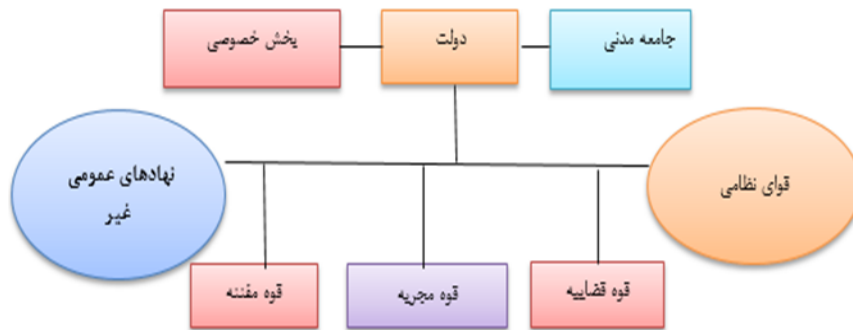 جامعه مدنی
دولت
بخش خصوصی
قوای نظامی
نهادهای عمومی
غیر
قوه قضاییه
قوه مجریه
قوه مقننه